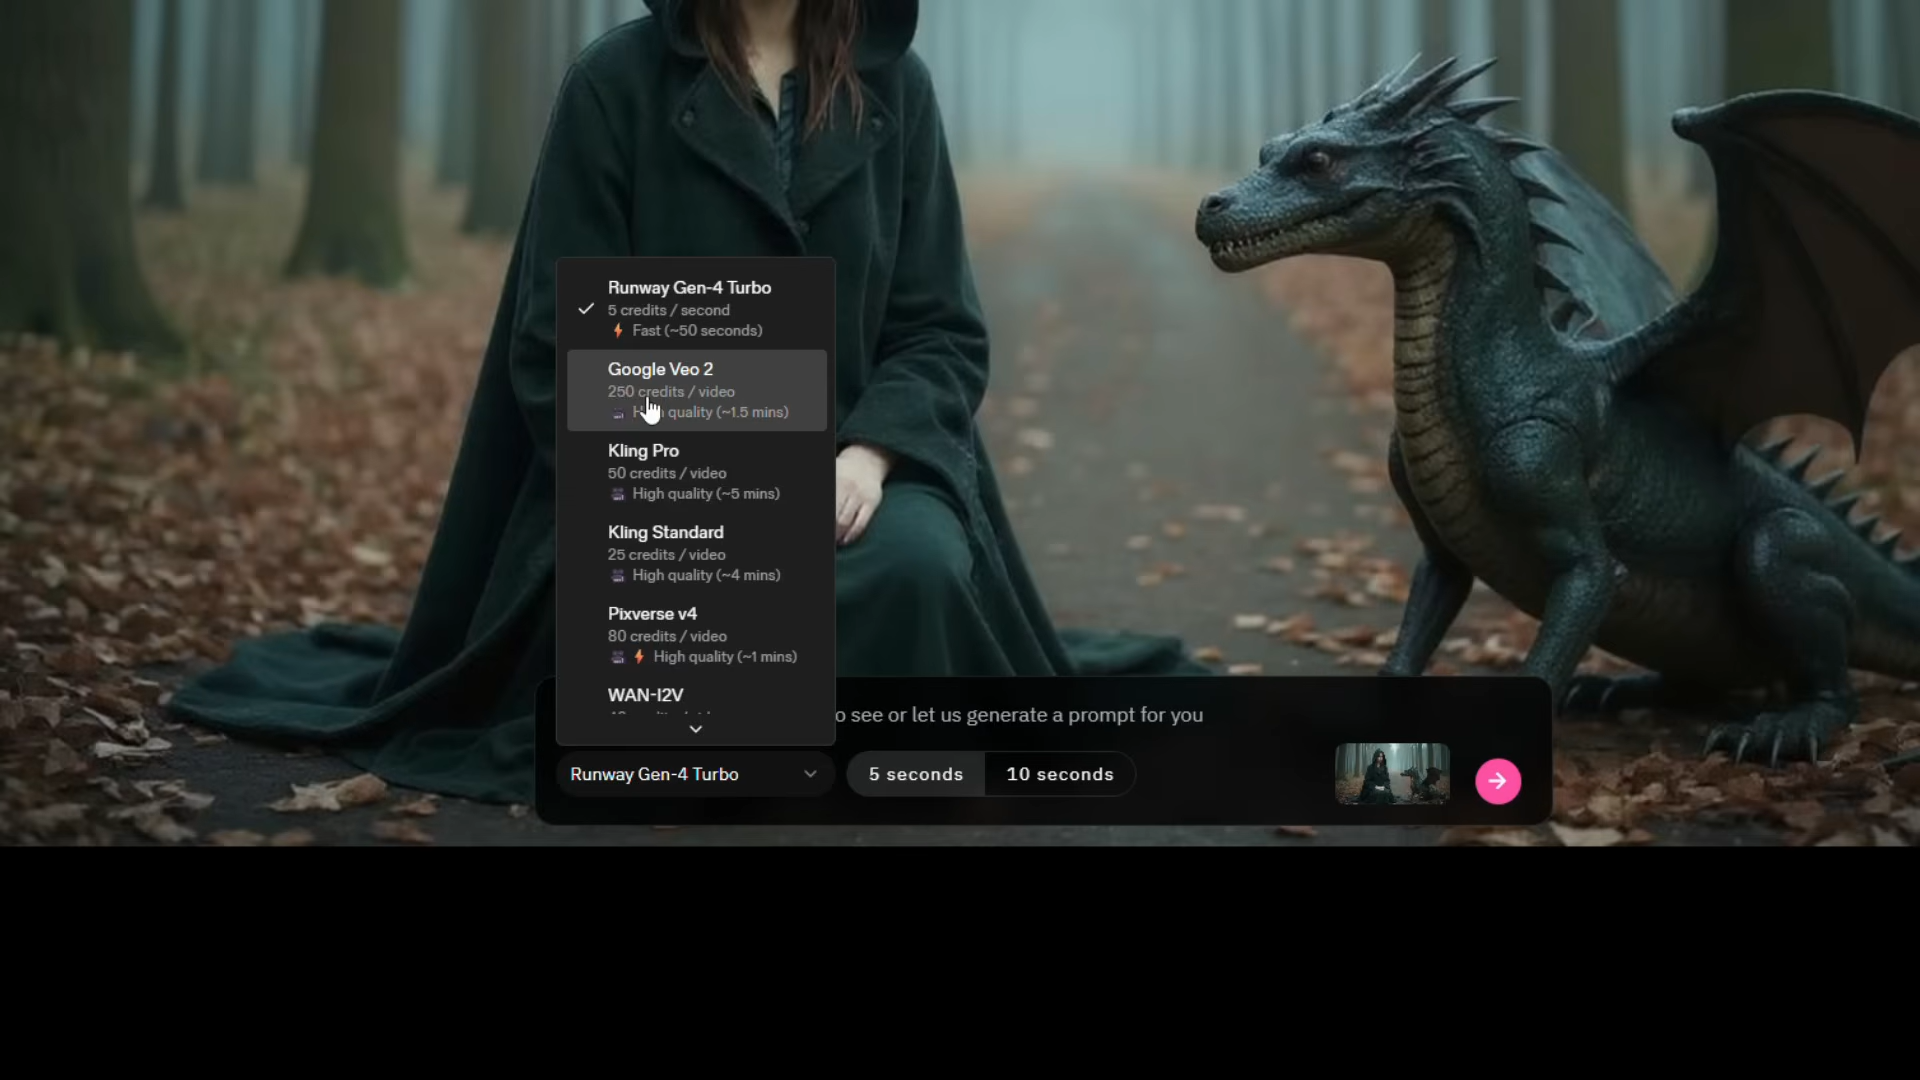 Runway Gen-4 Turbo
5 credits / second
Fast (~50 seconds)
Google Veo 2
250 credits / video
quality (~1.5 mins)
Kling Pro
50 credits / video
High quality (~5 mins)
Kling Standard
25 credits / video
High quality (~4 mins)
Pixverse v4
80 credits / video
High quality (~1 mins)
WAN-I2V
see or let us generate a prompt for you
Runway Gen-4 Turbo
5 seconds
10 seconds